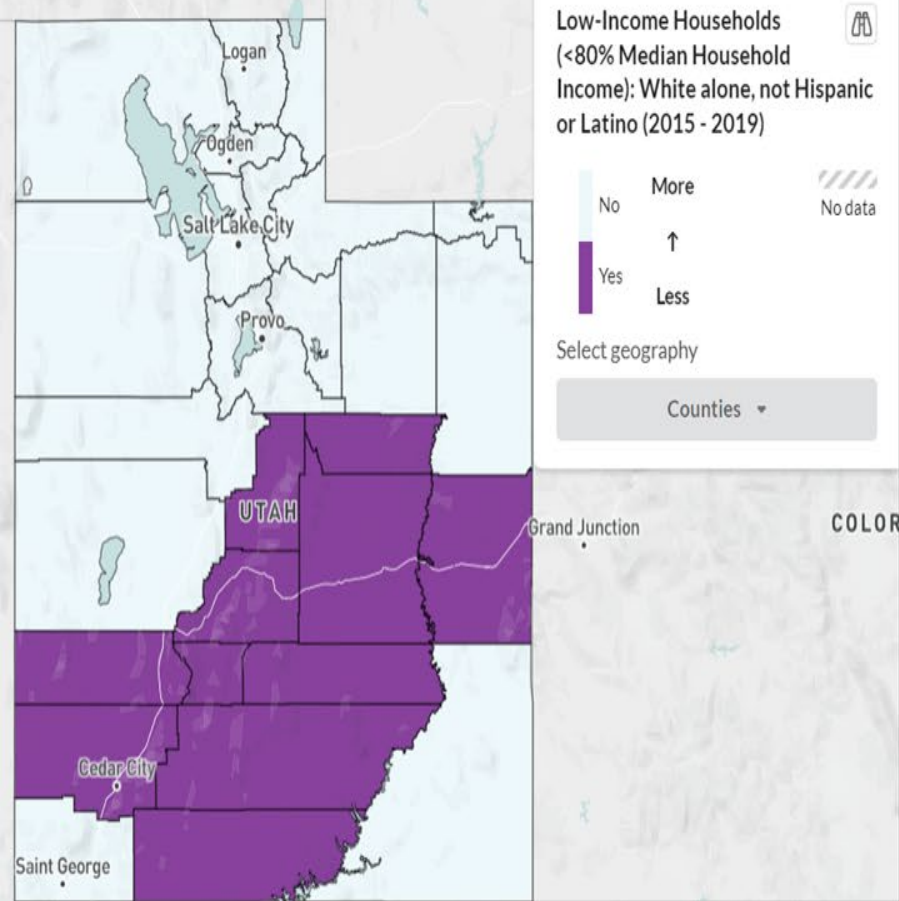 Low-Income Households
(<80% Median Household
Income): White alone, not Hispanic
or Latino (2015 - 2019)
No
Yes
More
↑
Less
No data
Select geography
Counties
Logan
Ogden
Salt Lake City
Provo
UTAH
Grand Junction
COLOR
Cedar City
Saint George